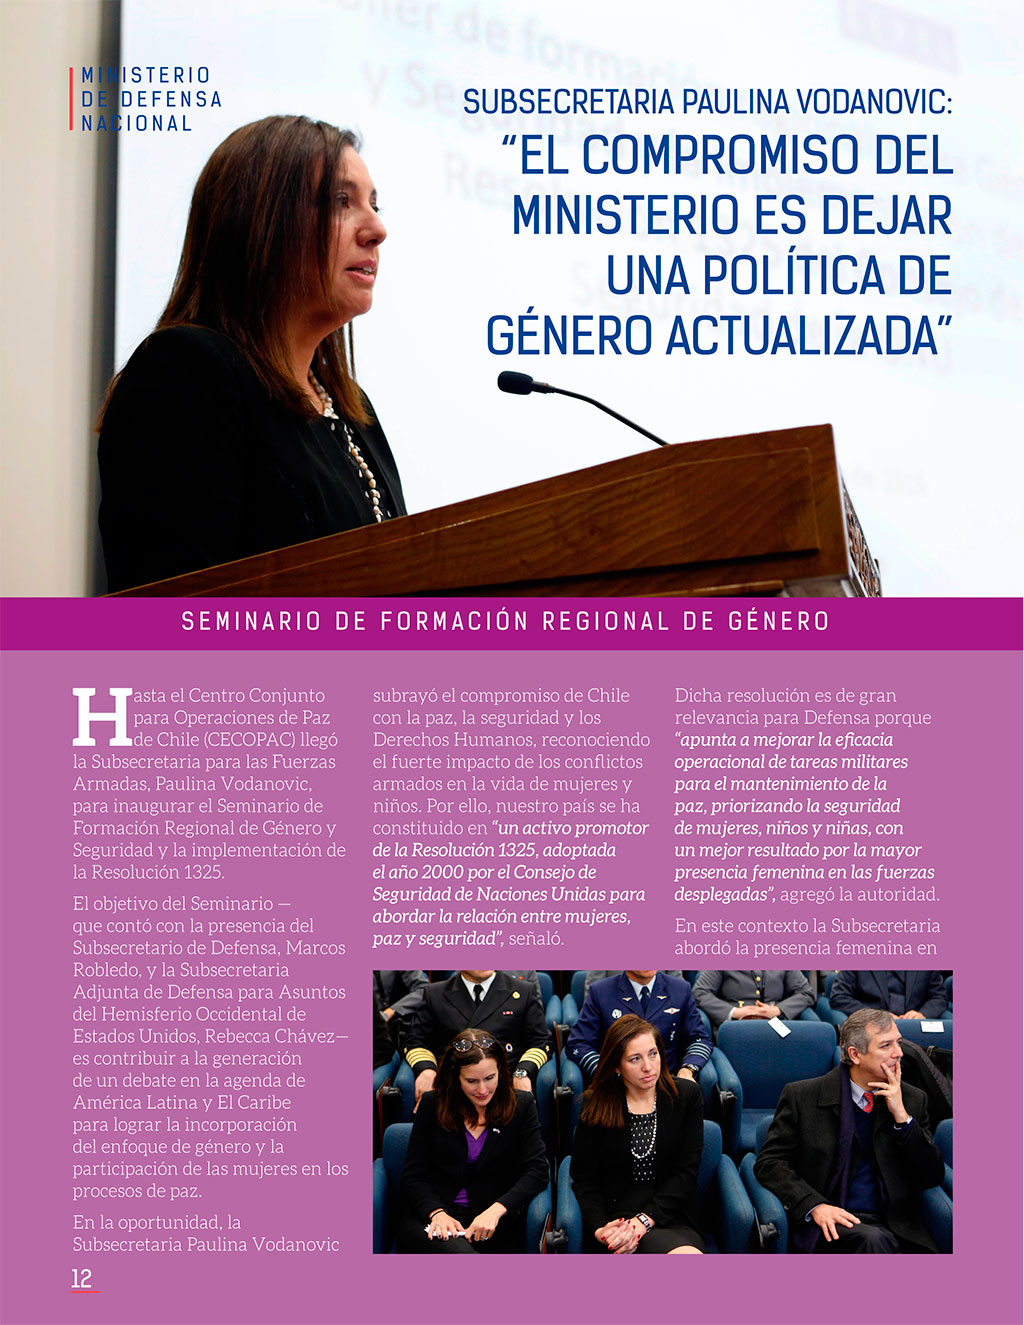 MINISTERIO
DE DEFENSA
NACIONAL
SUBSECRETARIA PAULINA VODANOVIC:
“EL COMPROMISO DEL
MINISTERIO ES DEJAR
UNA POLÍTICA DE
GÉNERO ACTUALIZADA”
SEMINARIO DE FORMACIÓN REGIONAL DE GÉNERO
Hasta el Centro Conjunto
para Operaciones de Paz
de Chile (CECOPAC) llegó
la Subsecretaria para las Fuerzas
Armadas, Paulina Vodanovic,
para inaugurar el Seminario de
Formación Regional de Género y
Seguridad y la implementación de
la Resolución 1325.
El objetivo del Seminario —
que contó con la presencia del
Subsecretario de Defensa, Marcos
Robledo, y la Subsecretaria
Adjunta de Defensa para Asuntos
del Hemisferio Occidental de
Estados Unidos, Rebecca Chávez—
es contribuir a la generación
de un debate en la agenda de
América Latina y El Caribe
para lograr la incorporación
del enfoque de género y la
participación de las mujeres en los
procesos de paz.
En la oportunidad, la
Subsecretaria Paulina Vodanovic
subrayó el compromiso de Chile
con la paz, la seguridad y los
Derechos Humanos, reconociendo
el fuerte impacto de los conflictos
armados en la vida de mujeres y
niños. Por ello, nuestro país se ha
constituido en “un activo promotor
de la Resolución 1325, adoptada
el año 2000 por el Consejo de
Seguridad de Naciones Unidas para
abordar la relación entre mujeres,
paz y seguridad”, señaló.
Dicha resolución es de gran
relevancia para Defensa porque
“apunta a mejorar la eficacia
operacional de tareas militares
para el mantenimiento de la
paz, priorizando la seguridad
de mujeres, niños y niñas, con
un mejor resultado por la mayor
presencia femenina en las fuerzas
desplegadas”, agregó la autoridad.
En este contexto la Subsecretaria
abordó la presencia femenina en
12